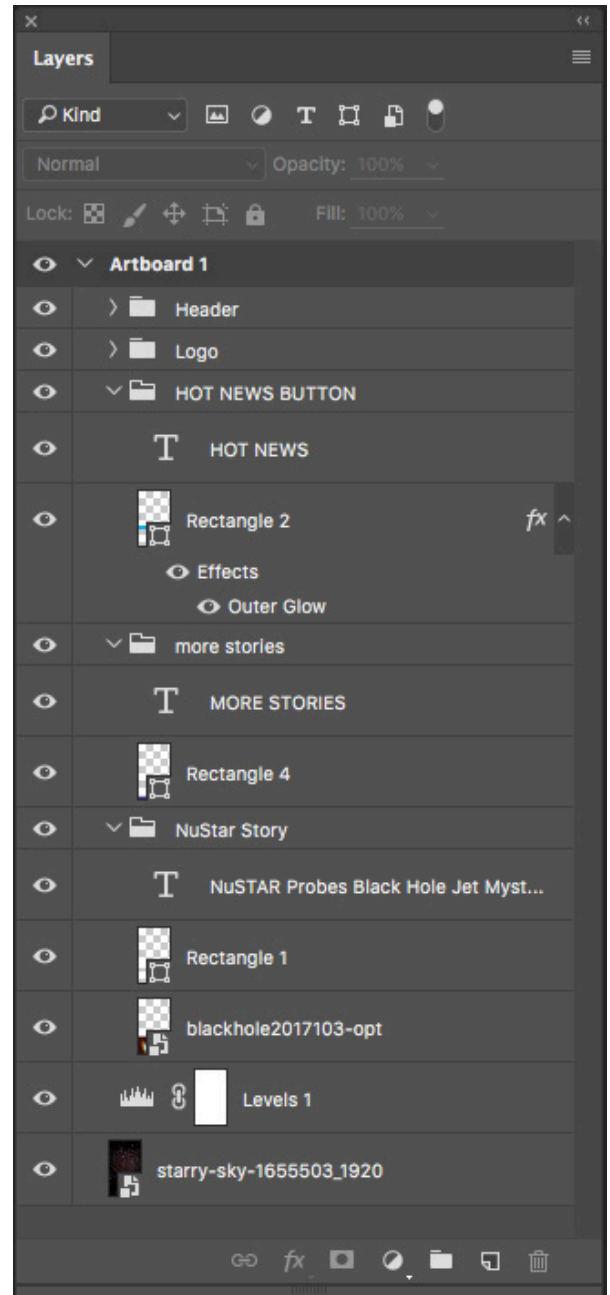 Layers
Kind
Normal Opacity: 100%
Lock: Fill: 100%
Artboard 1
Header
Logo
HOT NEWS BUTTON
T HOT NEWS
Rectangle 2 fx
Effects
Outer Glow
more stories
T MORE STORIES
Rectangle 4
NuStar Story
T NuSTAR Probes Black Hole Jet Myst...
Rectangle 1
blackhole2017103-opt
Levels 1
starry-sky-1655503_1920
fx